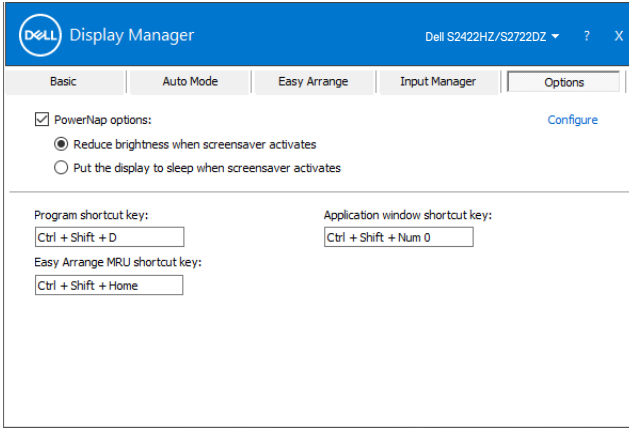 DELL Display Manager Dell S2422HZ/S2722DZ ? X
Basic Auto Mode Easy Arrange Input Manager Options
PowerNap options: Configure
Reduce brightness when screensaver activates
Put the display to sleep when screensaver activates
Program shortcut key: Application window shortcut key:
Ctrl + Shift + D Ctrl + Shift + Num 0
Easy Arrange MRU shortcut key:
Ctrl + Shift + Home